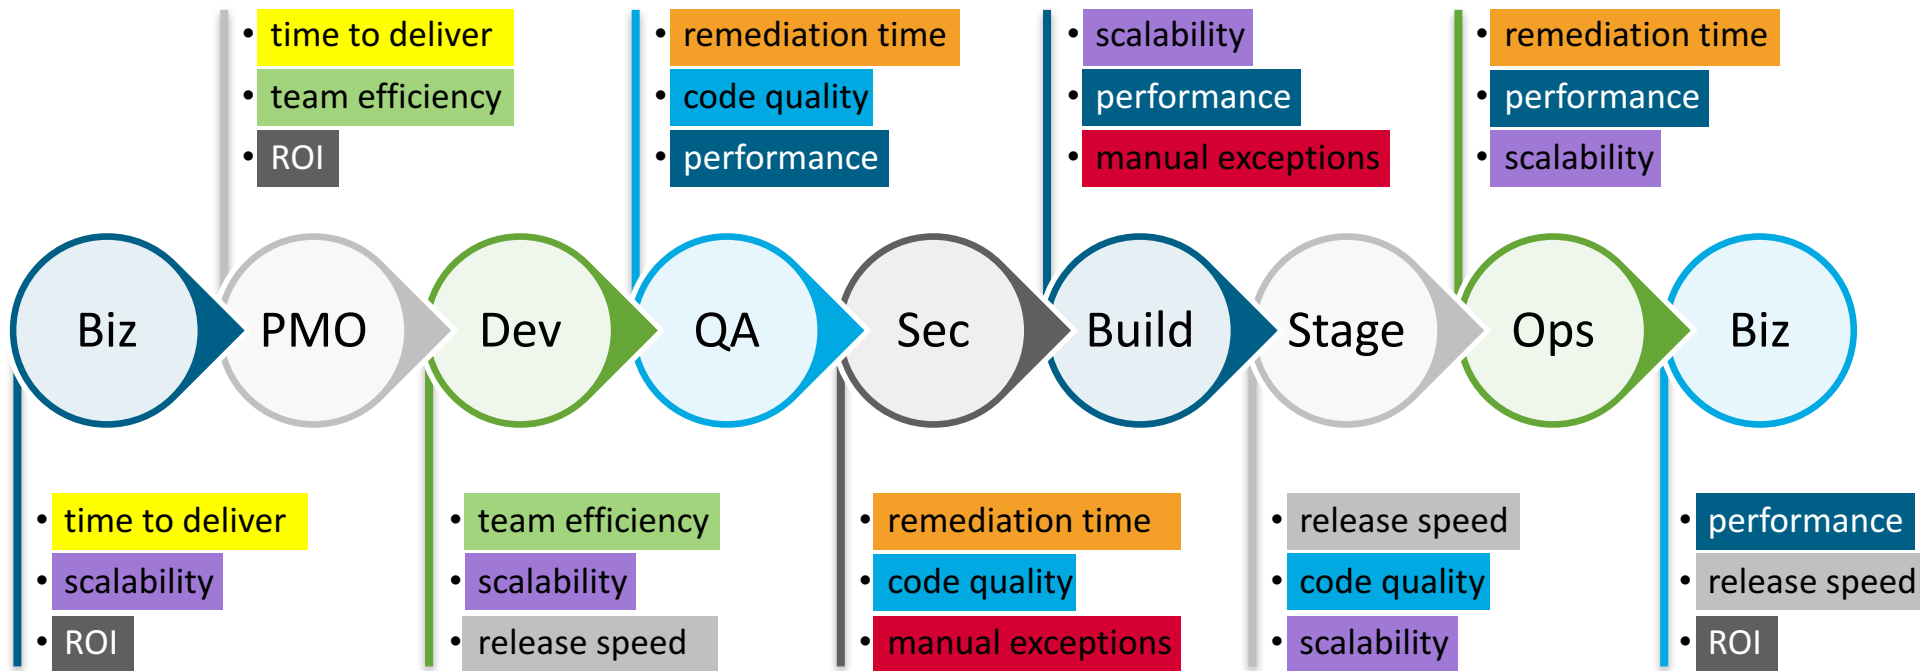 • time to deliver
• team efficiency
• ROI
• remediation time
• code quality
• performance
• scalability
• performance
• manual exceptions
• remediation time
• performance
• scalability
Biz
PMO
Dev
QA
Sec
Build
Stage
Ops
Biz
• time to deliver
• scalability
• ROI
• team efficiency
• scalability
• release speed
• remediation time
• code quality
• manual exceptions
• release speed
• code quality
• scalability
• performance
• release speed
• ROI